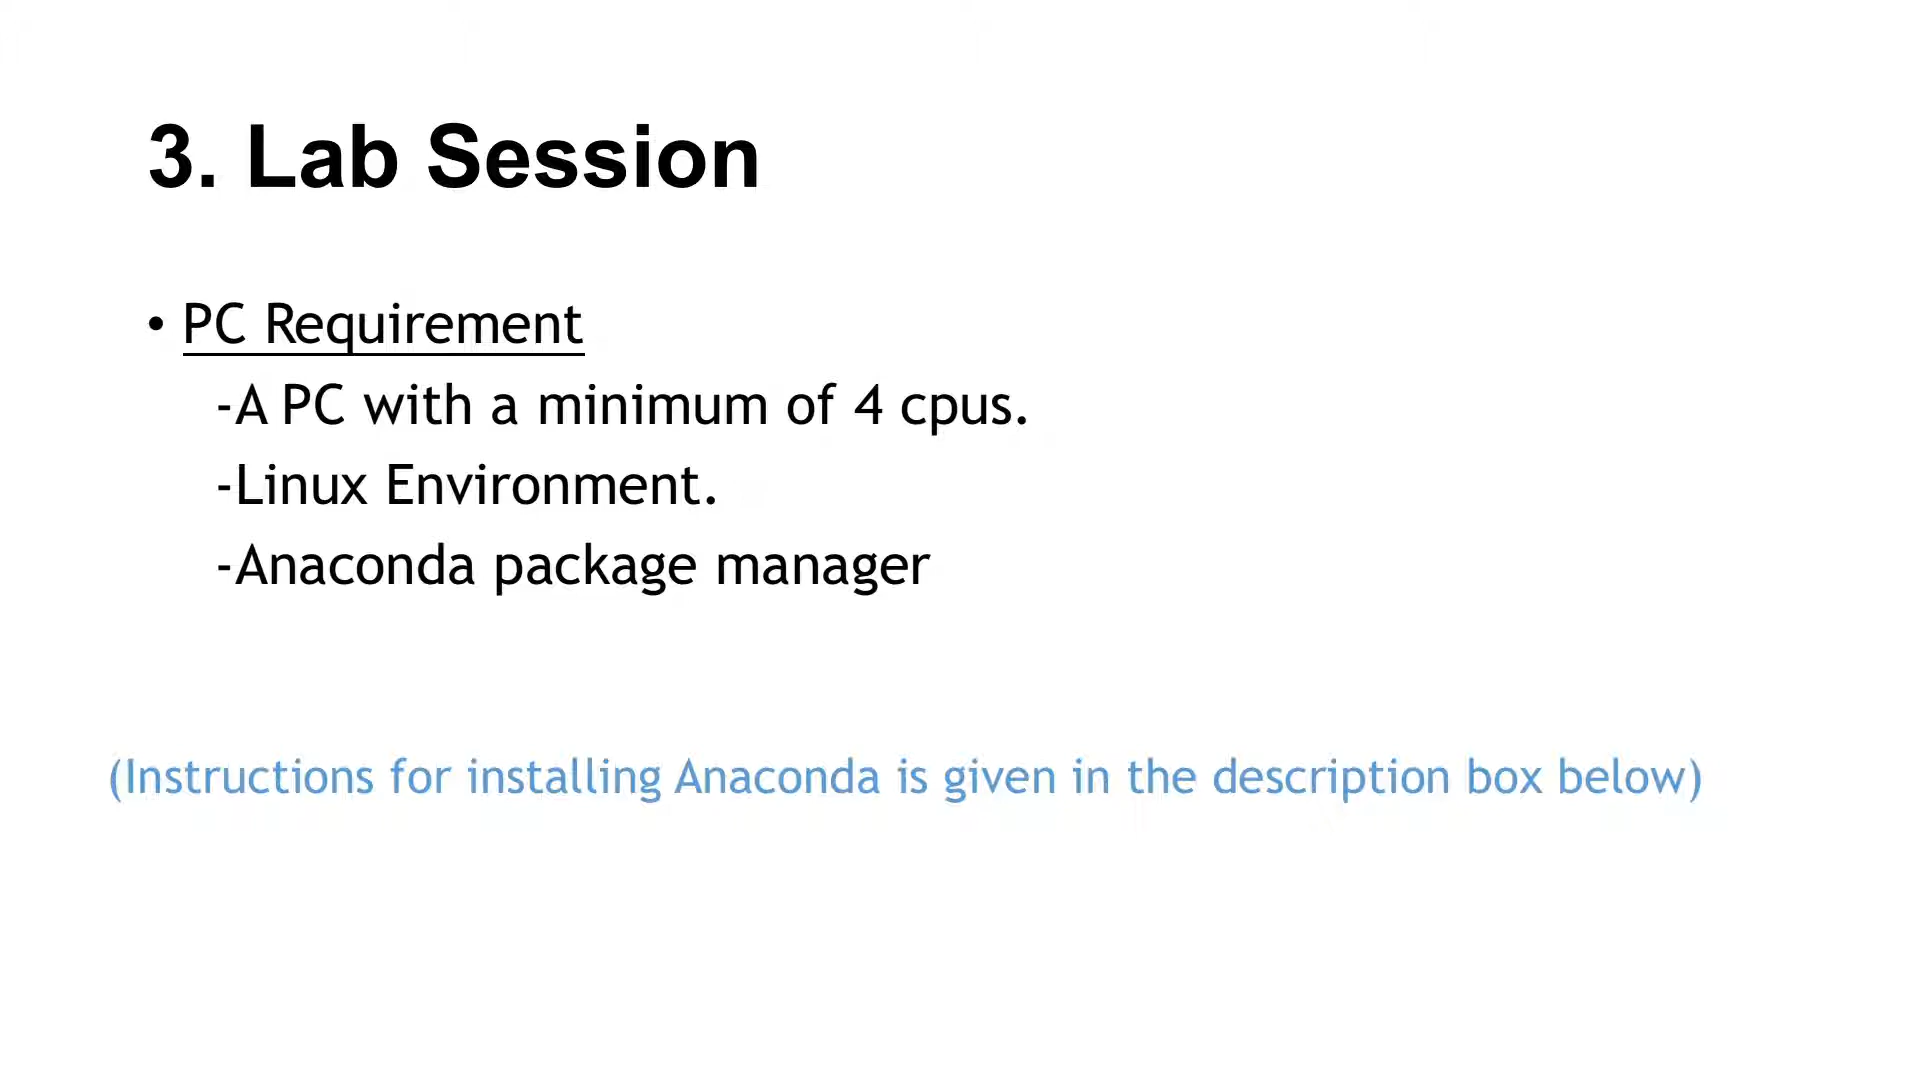 3. Lab Session
• PC Requirement
-A PC with a minimum of 4 cpus.
-Linux Environment.
-Anaconda package manager
(Instructions for installing Anaconda is given in the description box below)